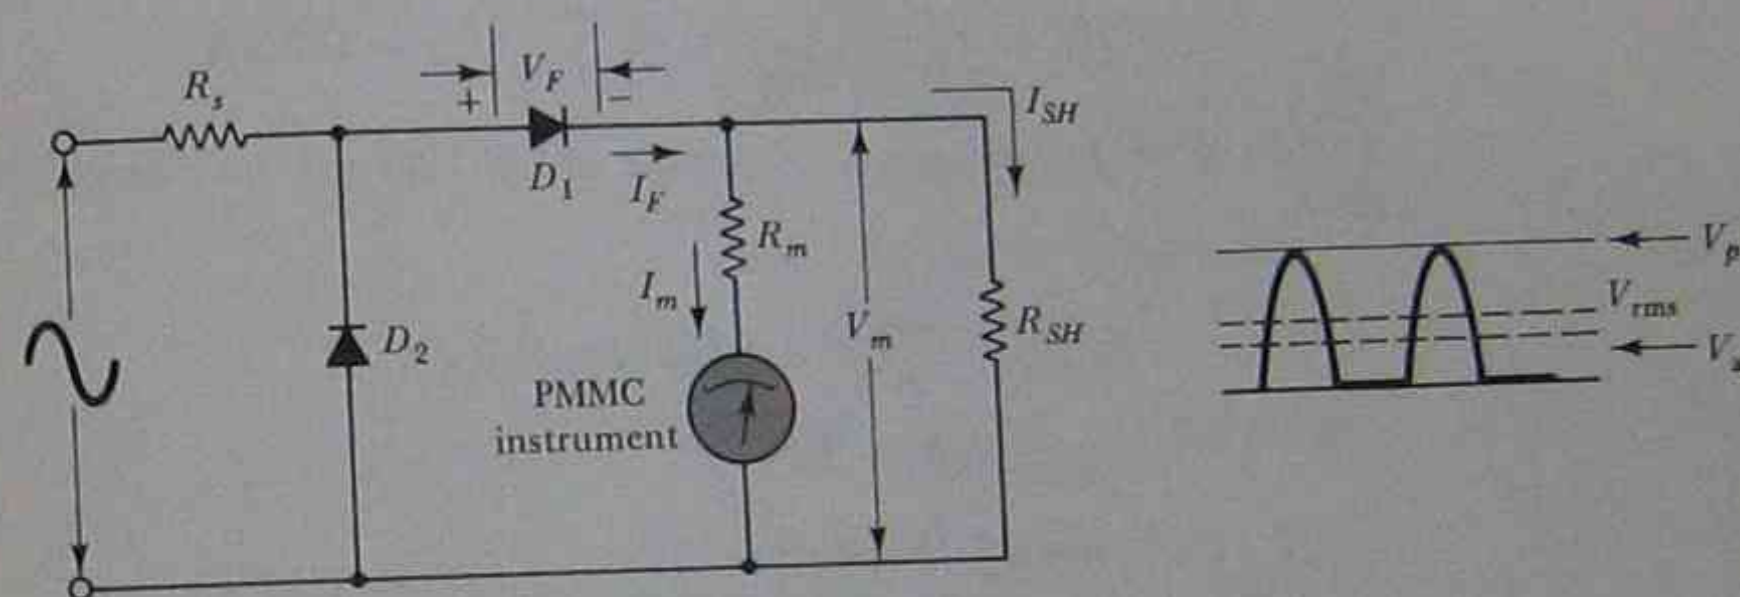 R_s
+ V_F −
D_1
I_F
I_SH
R_m
I_m
V_m
R_SH
D_2
PMMC
instrument
V_p
V_rms